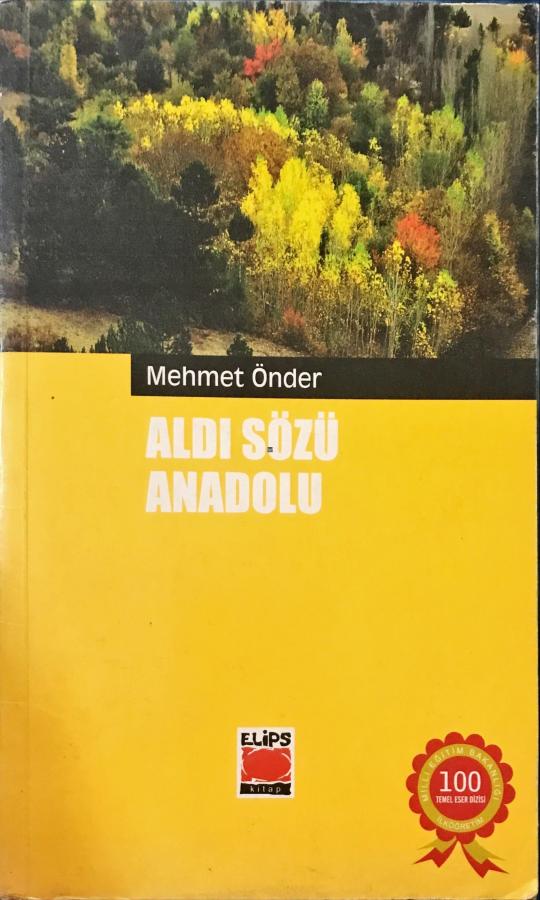 Mehmet Önder
ALDI SÖZÜ
ANADOLU
ELİPS
kitap
MİLLİ EĞİTİM BAKANLIĞI
100
TEMEL ESER DİZİSİ
İLKÖĞRETİM